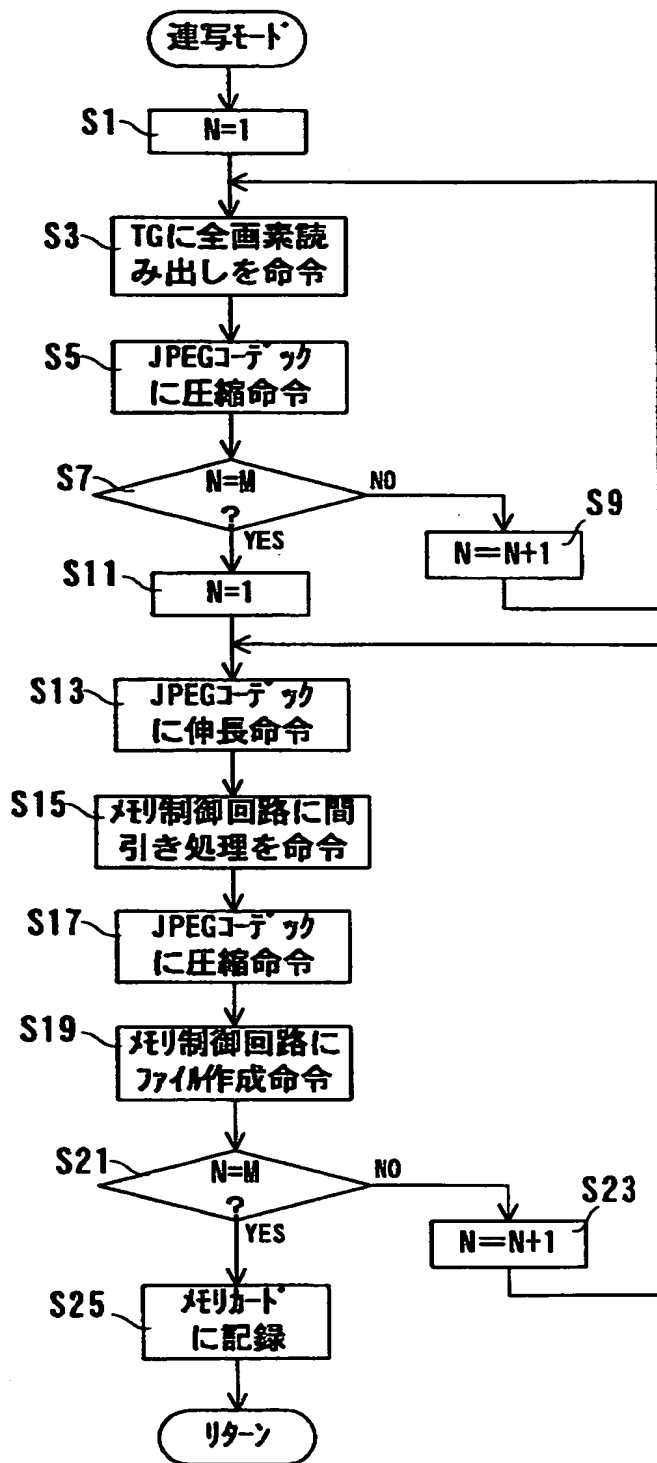 連写モード
S1
N=1
S3
TGに全画素読
み出しを命令
S5
JPEGコーデック
に圧縮命令
S7
N=M
?
NO
YES
S9
N=N+1
S11
N=1
S13
JPEGコーデック
に伸長命令
S15
メモリ制御回路に間
引き処理を命令
S17
JPEGコーデック
に圧縮命令
S19
メモリ制御回路に
ファイル作成命令
S21
N=M
?
NO
YES
S23
N=N+1
S25
メモリカード
に記録
リターン